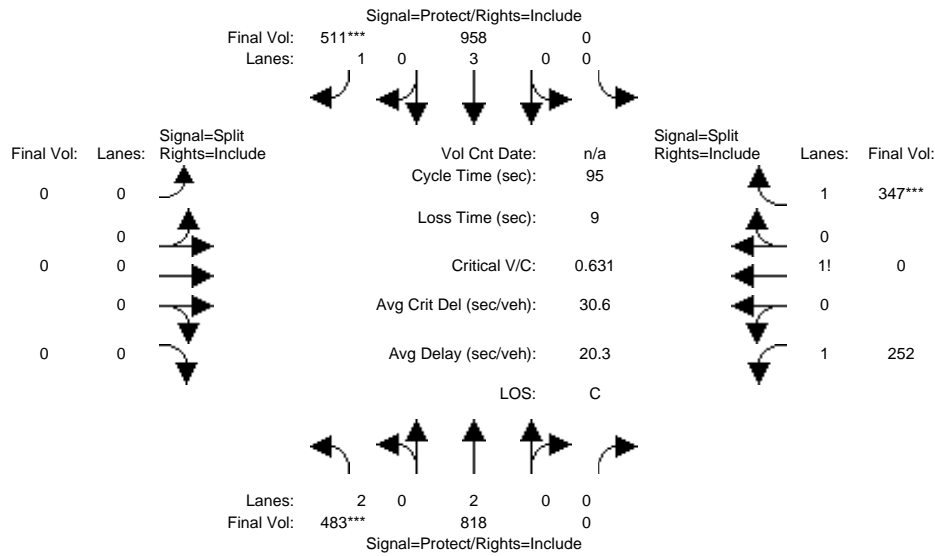 Signal=Protect/Rights=Include
Final Vol: 511*** 958 0
Lanes: 1 0 3 0 0
Signal=Split
Final Vol: Lanes: Rights=Include
Vol Cnt Date: n/a
Signal=Split
Rights=Include Lanes: Final Vol:
Cycle Time (sec): 95
0 0
1 347***
Loss Time (sec): 9
0
0
0 0
Critical V/C: 0.631
1! 0
0
Avg Crit Del (sec/veh): 30.6
0
0 0
Avg Delay (sec/veh): 20.3
1 252
LOS: C
Lanes: 2 0 2 0 0
Final Vol: 483*** 818 0
Signal=Protect/Rights=Include